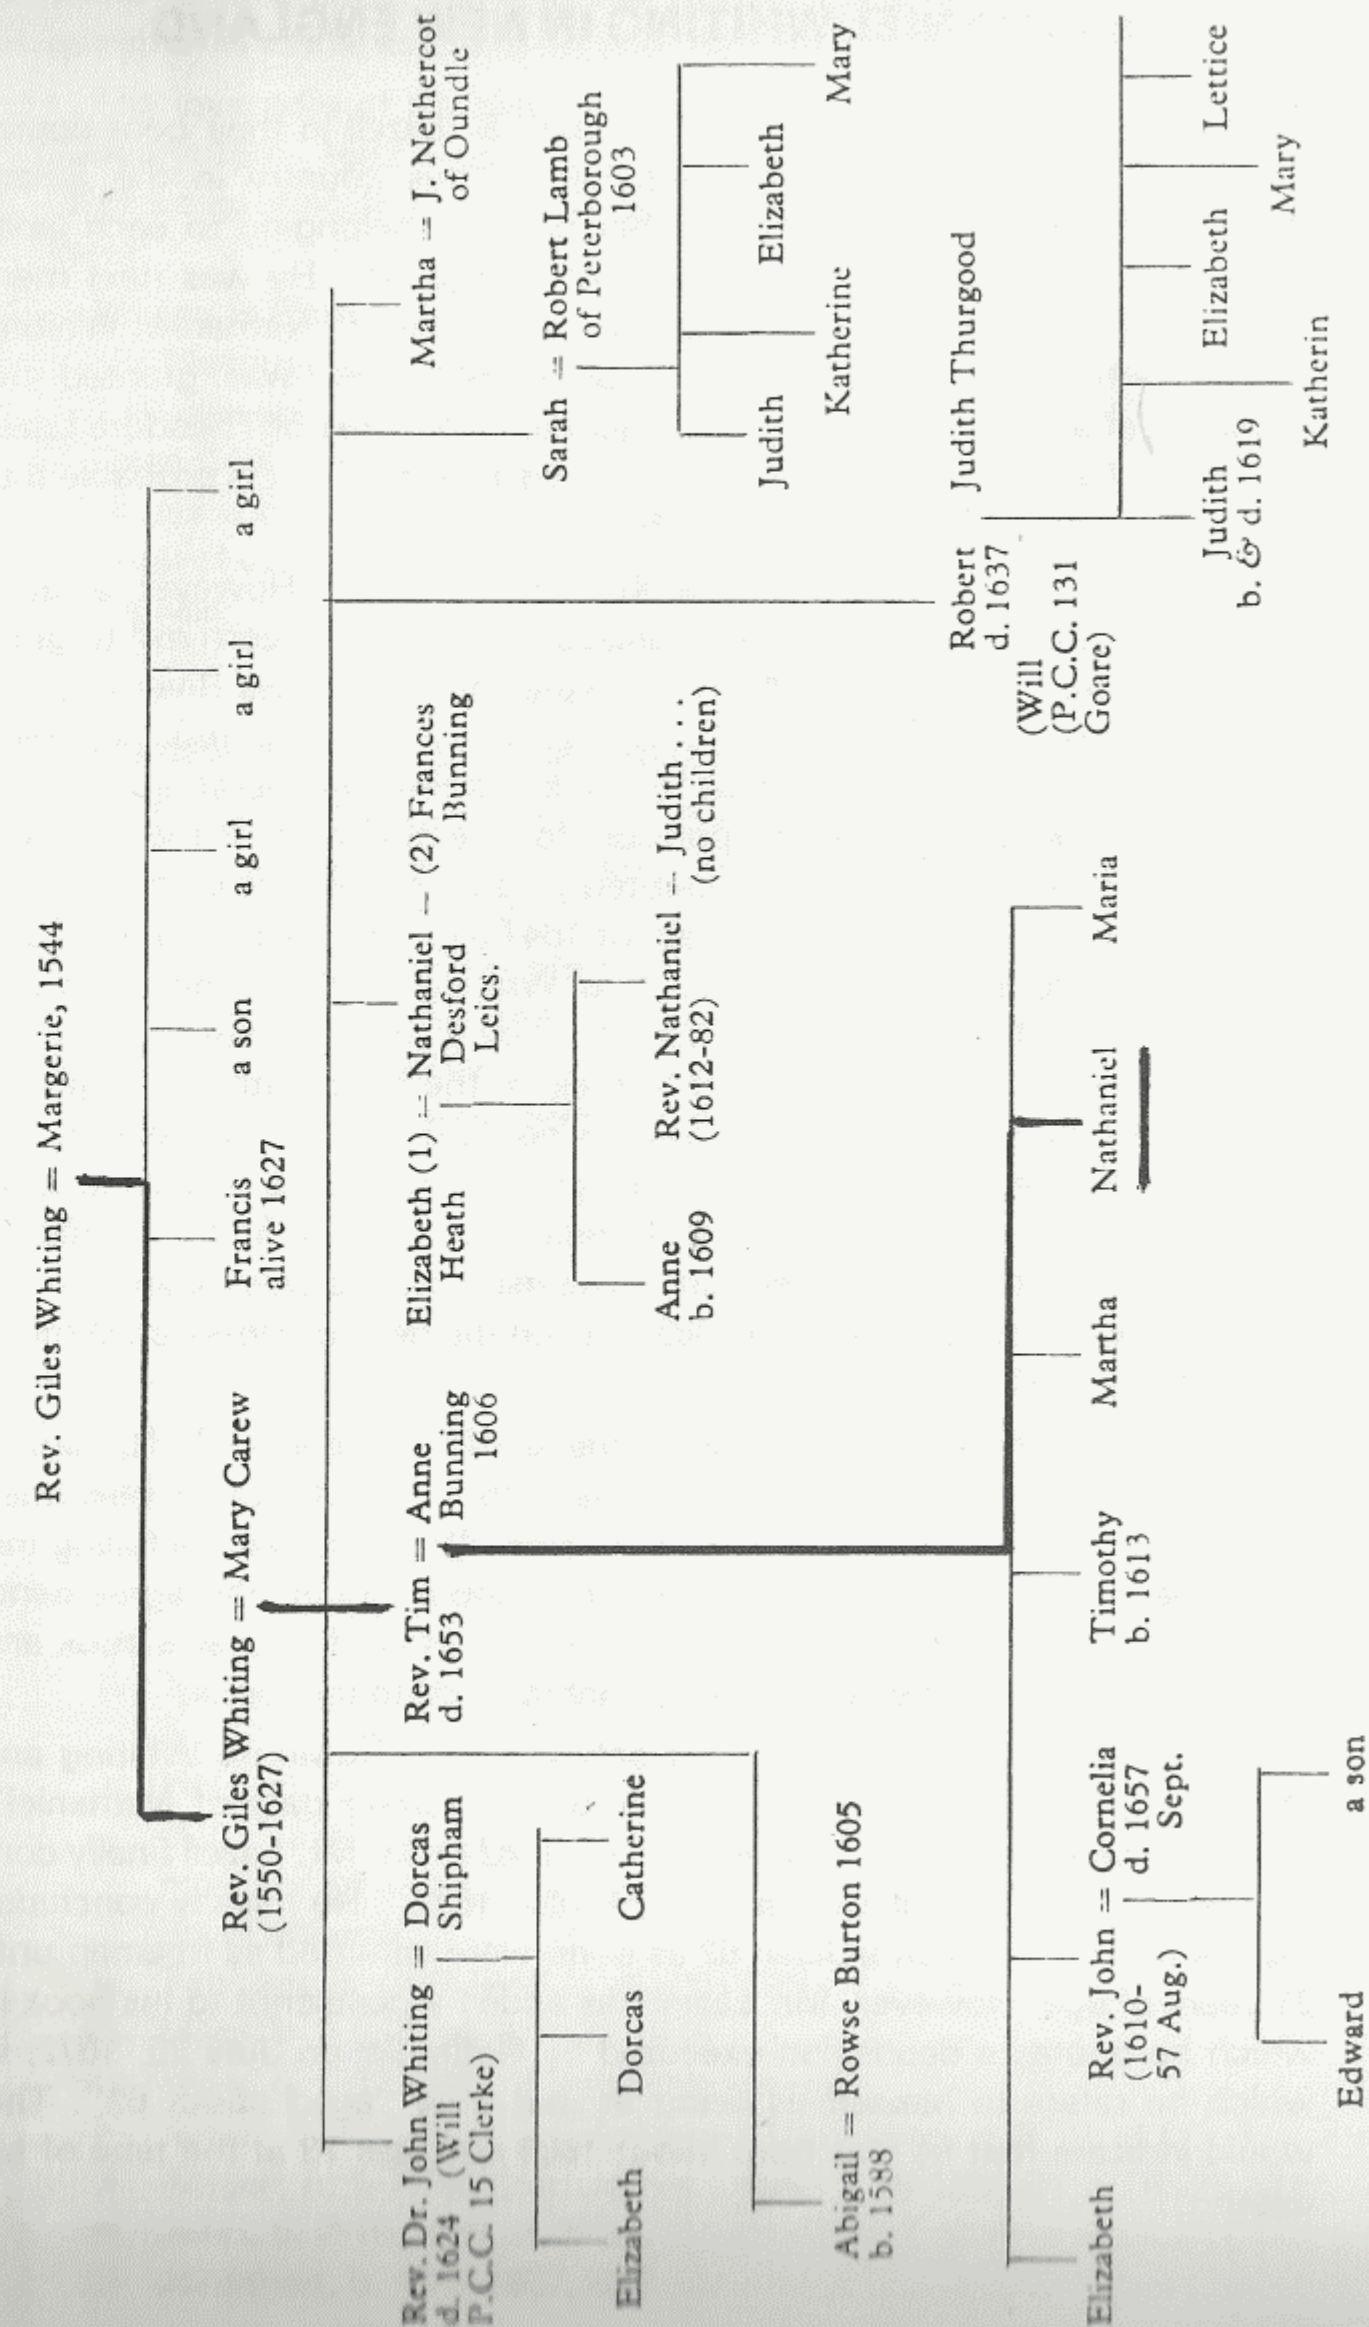 Rev. Giles Whiting = Margerie, 1544
Rev. Giles Whiting = Mary Carew
(1550-1627)
Francis
alive 1627
a son
a girl
a girl
a girl
Rev. Dr. John Whiting = Dorcas
Shipham
d. 1624 (Will
P.C.C. 15 Clerke)
Rev. Tim = Anne
d. 1653
Bunning
1606
Elizabeth (1) = Nathaniel – (2) Frances
Heath
Desford
Leics.
Bunning
Martha = J. Nethercot
of Oundle
Sarah = Robert Lamb
of Peterborough
1603
Elizabeth
Dorcas
Catherine
Anne
b. 1609
Rev. Nathaniel = Judith . . .
(1612-82)
(no children)
Judith
Katherine
Elizabeth
Mary
Abigail = Rowse Burton 1605
b. 1588
Robert
d. 1637
(Will
(P.C.C. 131
Goare)
Judith Thurgood
Elizabeth
Rev. John = Cornelia
(1610-
57 Aug.)
d. 1657
Sept.
Timothy
b. 1613
Martha
Nathaniel
Maria
Judith
b. & d. 1619
Katherin
Elizabeth
Mary
Lettice
Edward
a son